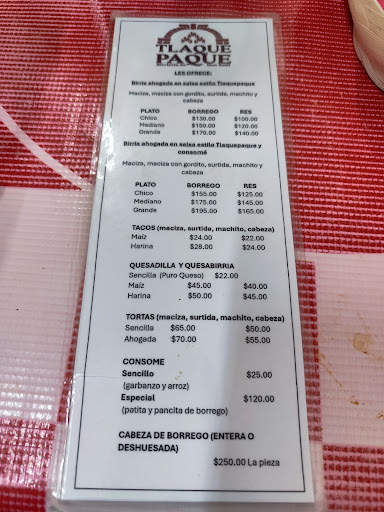 TLAQUE
PAQUE
LES OFRECE:
Birria ahogada en salsa estilo Tlaquepaque
Maciza, maciza con gordito, surtida, machito y
cabeza
PLATO BORREGO RES
Chico $130.00 $100.00
Mediano $150.00 $120.00
Grande $170.00 $140.00
Birria ahogada en salsa estilo Tlaquepaque y
consomé
Maciza, maciza con gordito, surtida, machito y
cabeza
PLATO BORREGO RES
Chico $155.00 $125.00
Mediano $175.00 $145.00
Grande $195.00 $165.00
TACOS (maciza, surtida, machito, cabeza)
Maíz $24.00 $22.00
Harina $28.00 $24.00
QUESADILLA Y QUESABIRRIA
Sencilla (Puro Queso) $22.00
Maíz $45.00 $40.00
Harina $50.00 $45.00
TORTAS (maciza, surtida, machito, cabeza)
Sencilla $65.00 $50.00
Ahogada $70.00 $55.00
CONSOME
Sencillo $25.00
(garbanzo y arroz)
Especial $120.00
(patita y pancita de borrego)
CABEZA DE BORREGO (ENTERA O
DESHUESADA)
$250.00 La pieza